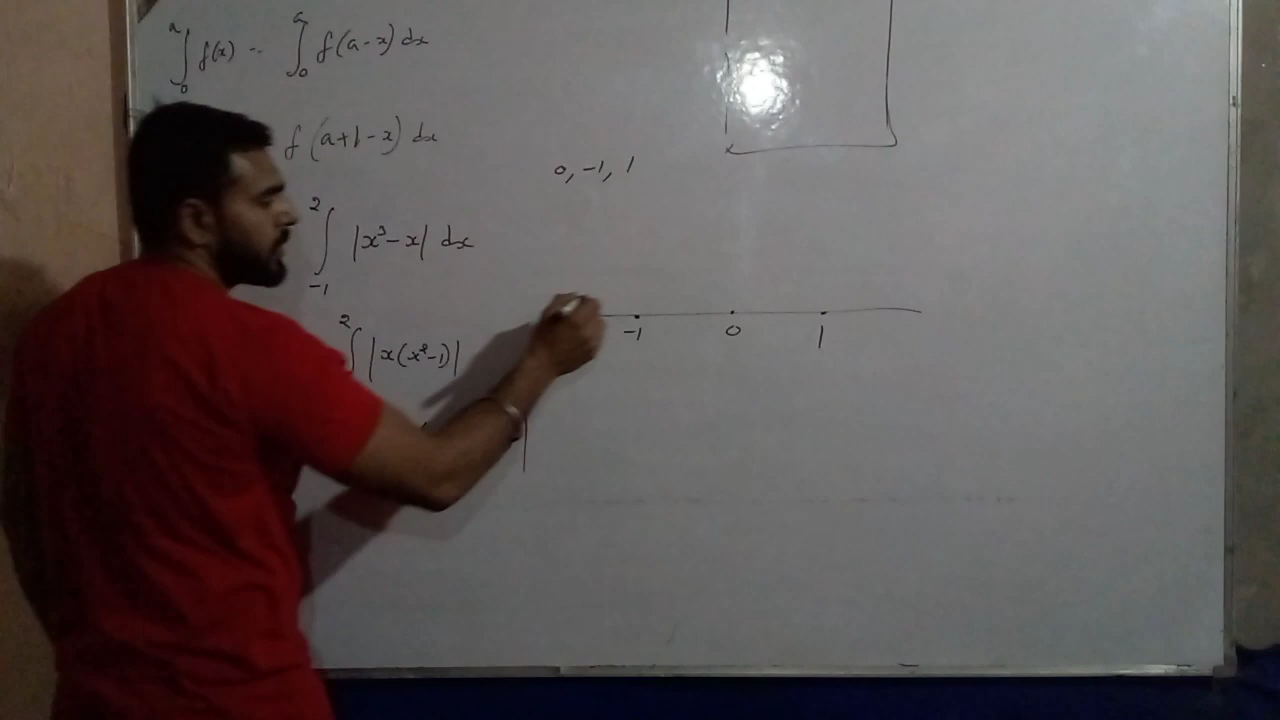 ∫₀ᵃ f(x) -- ∫₀ᵃ f(a-x) dx
f(a+b-x) dx
0, -1, 1
∫₋₁² |x³-x| dx
-1 0 1
∫² |x(x²-1)|